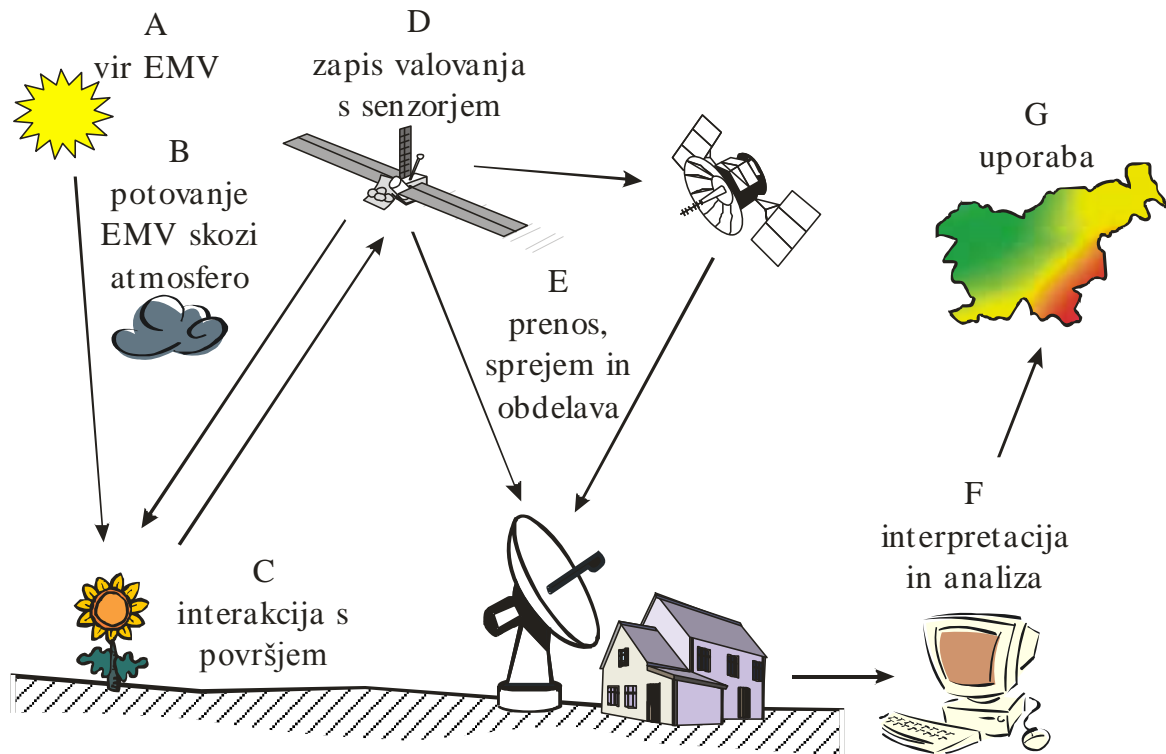 A
vir EMV
B
potovanje
EMV skozi
atmosfero
C
interakcija s
površjem
D
zapis valovanja
s senzorjem
E
prenos,
sprejem in
obdelava
F
interpretacija
in analiza
G
uporaba